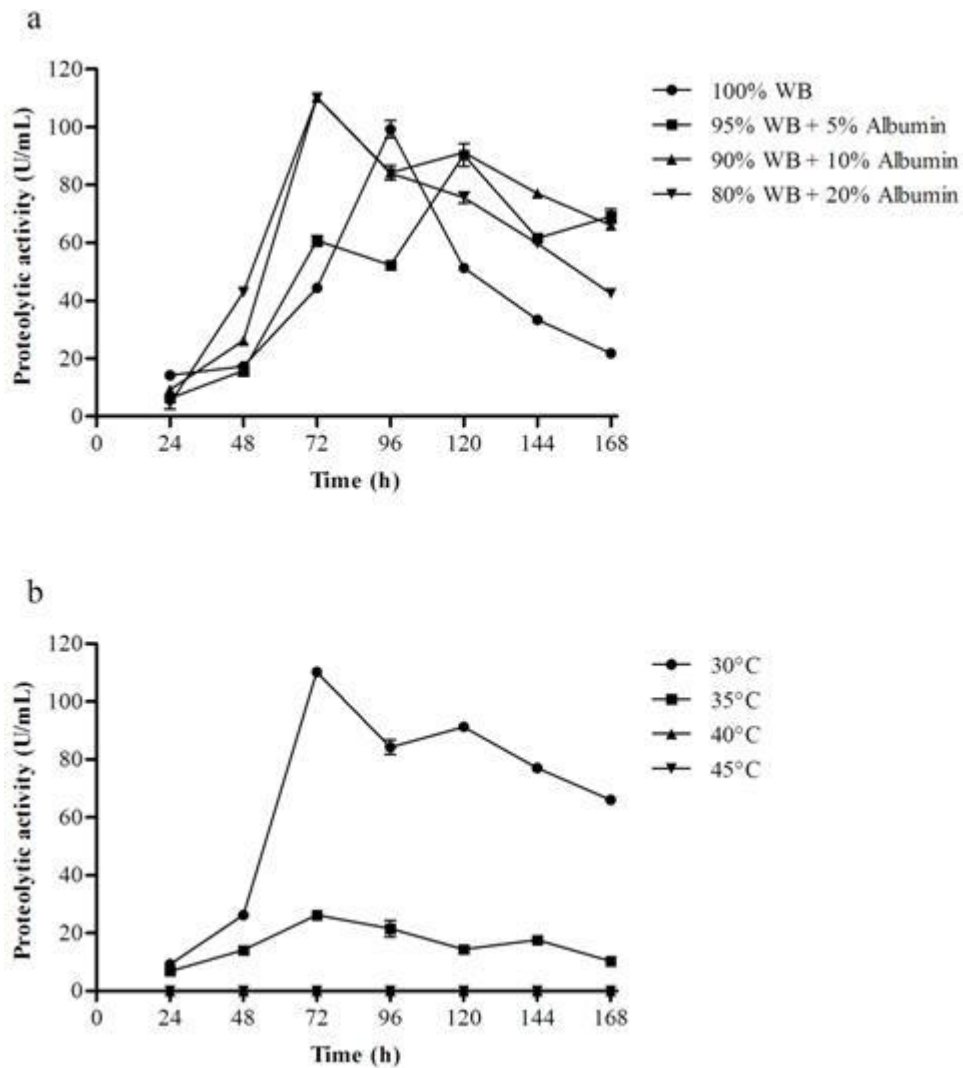 a
Proteolytic activity (U/mL)
120
100
80
60
40
20
0
0 24 48 72 96 120 144 168
Time (h)
100% WB
95% WB + 5% Albumin
90% WB + 10% Albumin
80% WB + 20% Albumin
b
Proteolytic activity (U/mL)
120
100
80
60
40
20
0
0 24 48 72 96 120 144 168
Time (h)
30°C
35°C
40°C
45°C